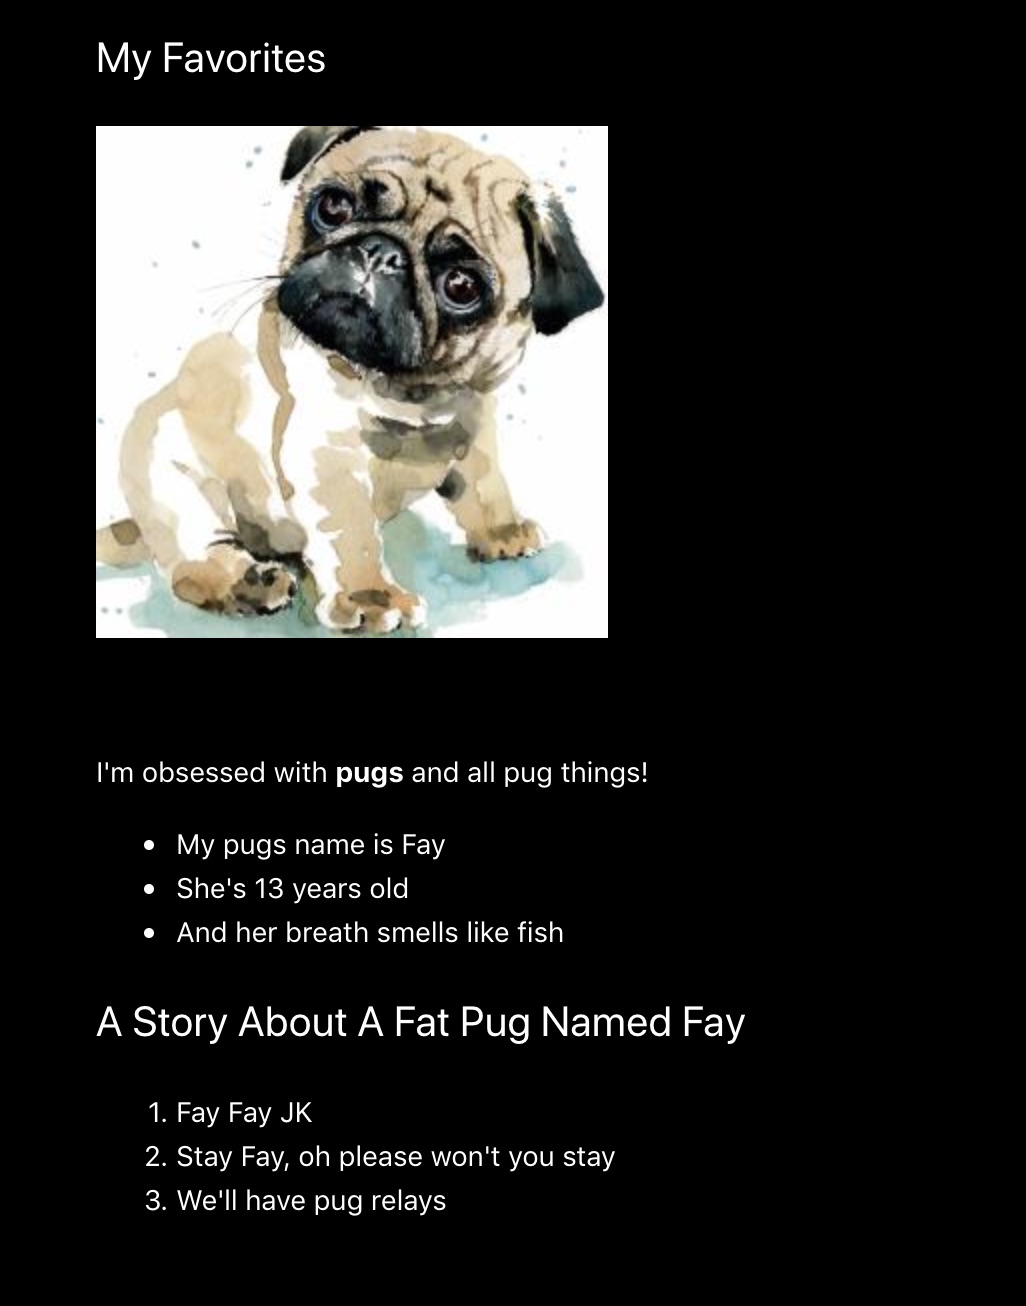 My Favorites
I'm obsessed with pugs and all pug things!
• My pugs name is Fay
• She's 13 years old
• And her breath smells like fish
A Story About A Fat Pug Named Fay
1. Fay Fay JK
2. Stay Fay, oh please won't you stay
3. We'll have pug relays